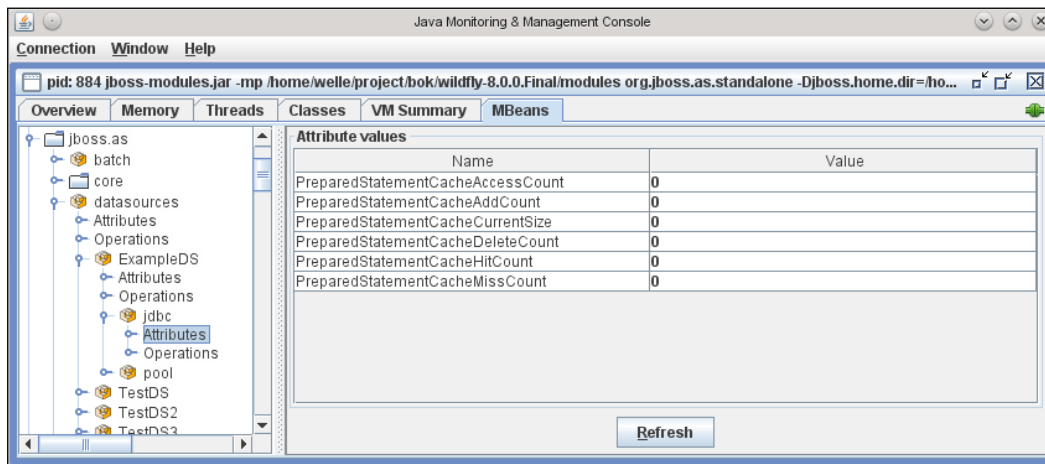 Java Monitoring & Management Console
Connection Window Help
pid: 884 jboss-modules.jar -mp /home/welle/project/bok/wildfly-8.0.0.Final/modules org.jboss.as.standalone -Djboss.home.dir=/ho...
Overview Memory Threads Classes VM Summary MBeans
jboss.as
batch
core
datasources
Attributes
Operations
ExampleDS
Attributes
Operations
jdbc
Attributes
Operations
pool
TestDS
TestDS2
TestDS3
Attribute values
Name Value
PreparedStatementCacheAccessCount 0
PreparedStatementCacheAddCount 0
PreparedStatementCacheCurrentSize 0
PreparedStatementCacheDeleteCount 0
PreparedStatementCacheHitCount 0
PreparedStatementCacheMissCount 0
Refresh